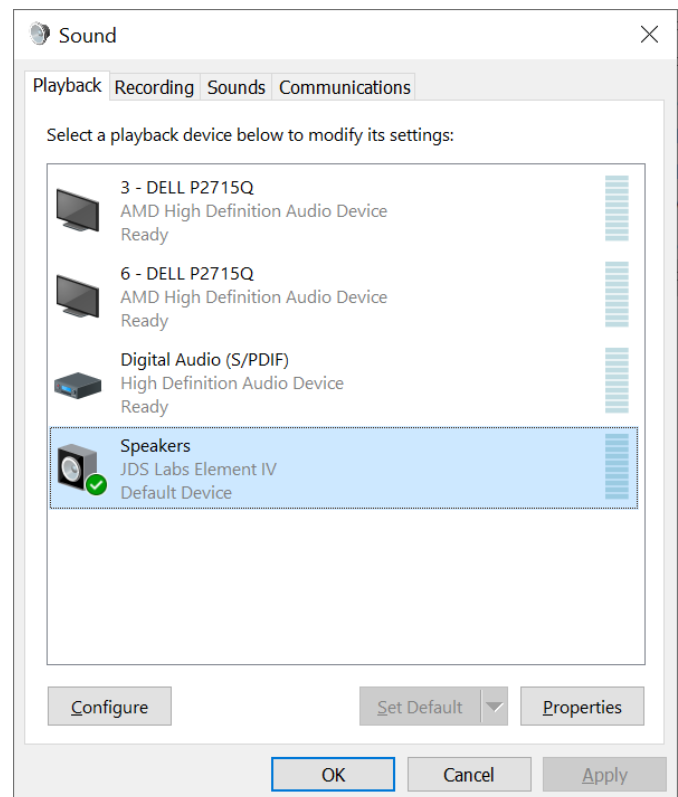 Sound
Playback Recording Sounds Communications
Select a playback device below to modify its settings:
3 - DELL P2715Q
AMD High Definition Audio Device
Ready
6 - DELL P2715Q
AMD High Definition Audio Device
Ready
Digital Audio (S/PDIF)
High Definition Audio Device
Ready
Speakers
JDS Labs Element IV
Default Device
Configure Set Default Properties
OK Cancel Apply